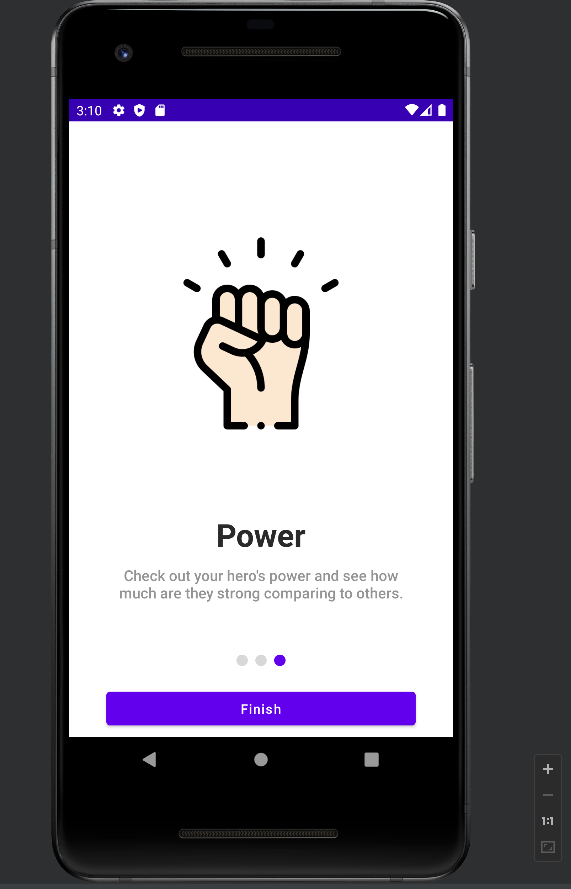 3:10
Power
Check out your hero's power and see how
much are they strong comparing to others.
Finish
1:1